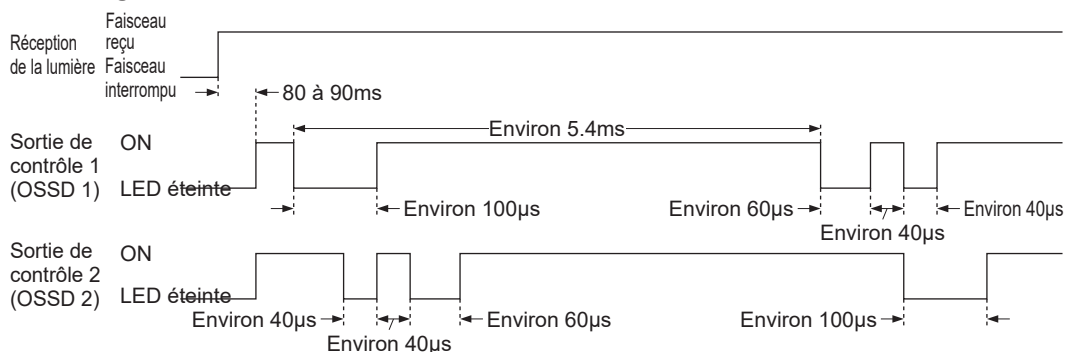 Faisceau
reçu
Réception
de la lumière
Faisceau
interrompu
80 à 90ms
Environ 5.4ms
Sortie de
contrôle 1
(OSSD 1)
ON
LED éteinte
Environ 100µs
Environ 60µs
Environ 40µs
Environ 40µs
Sortie de
contrôle 2
(OSSD 2)
ON
LED éteinte
Environ 40µs
Environ 40µs
Environ 60µs
Environ 100µs